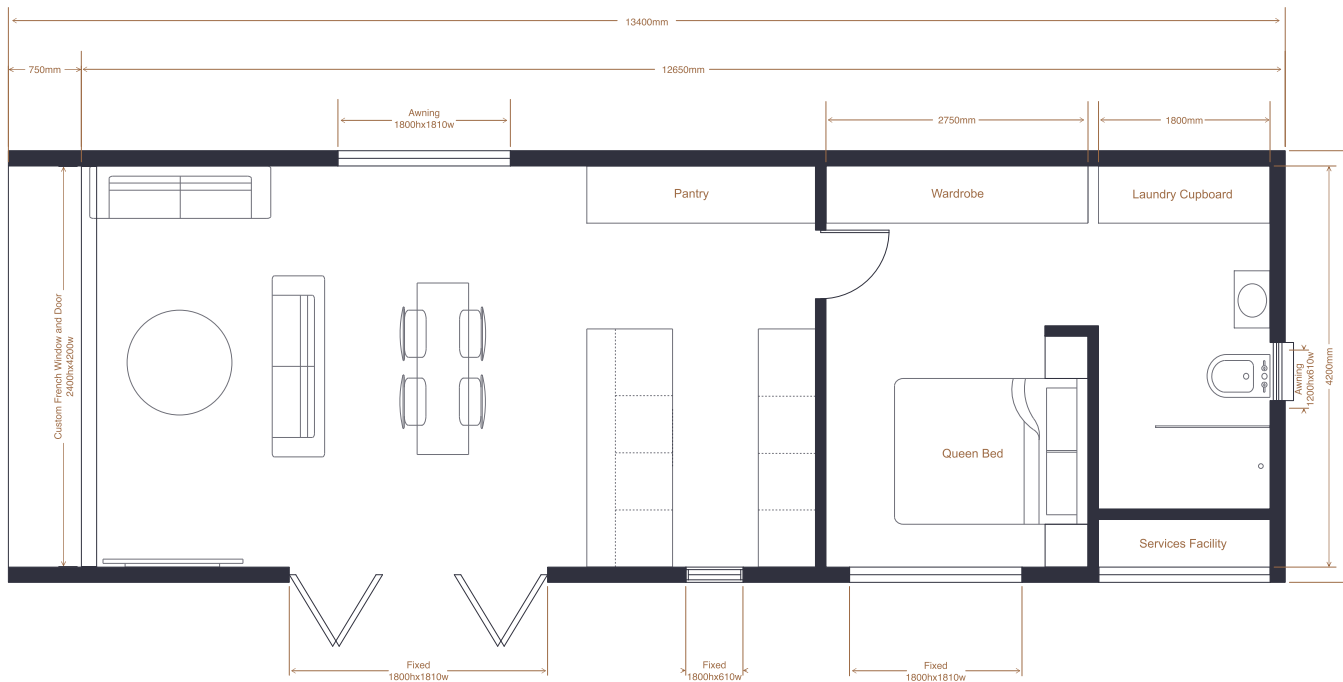 13400mm
750mm
12650mm
Awning
1800hx1810w
2750mm
1800mm
Pantry
Wardrobe
Laundry Cupboard
Custom French Window and Door
2400hx4200w
Awning
1200hx610w
4200mm
Queen Bed
Services Facility
Fixed
1800hx1810w
Fixed
1800hx610w
Fixed
1800hx1810w